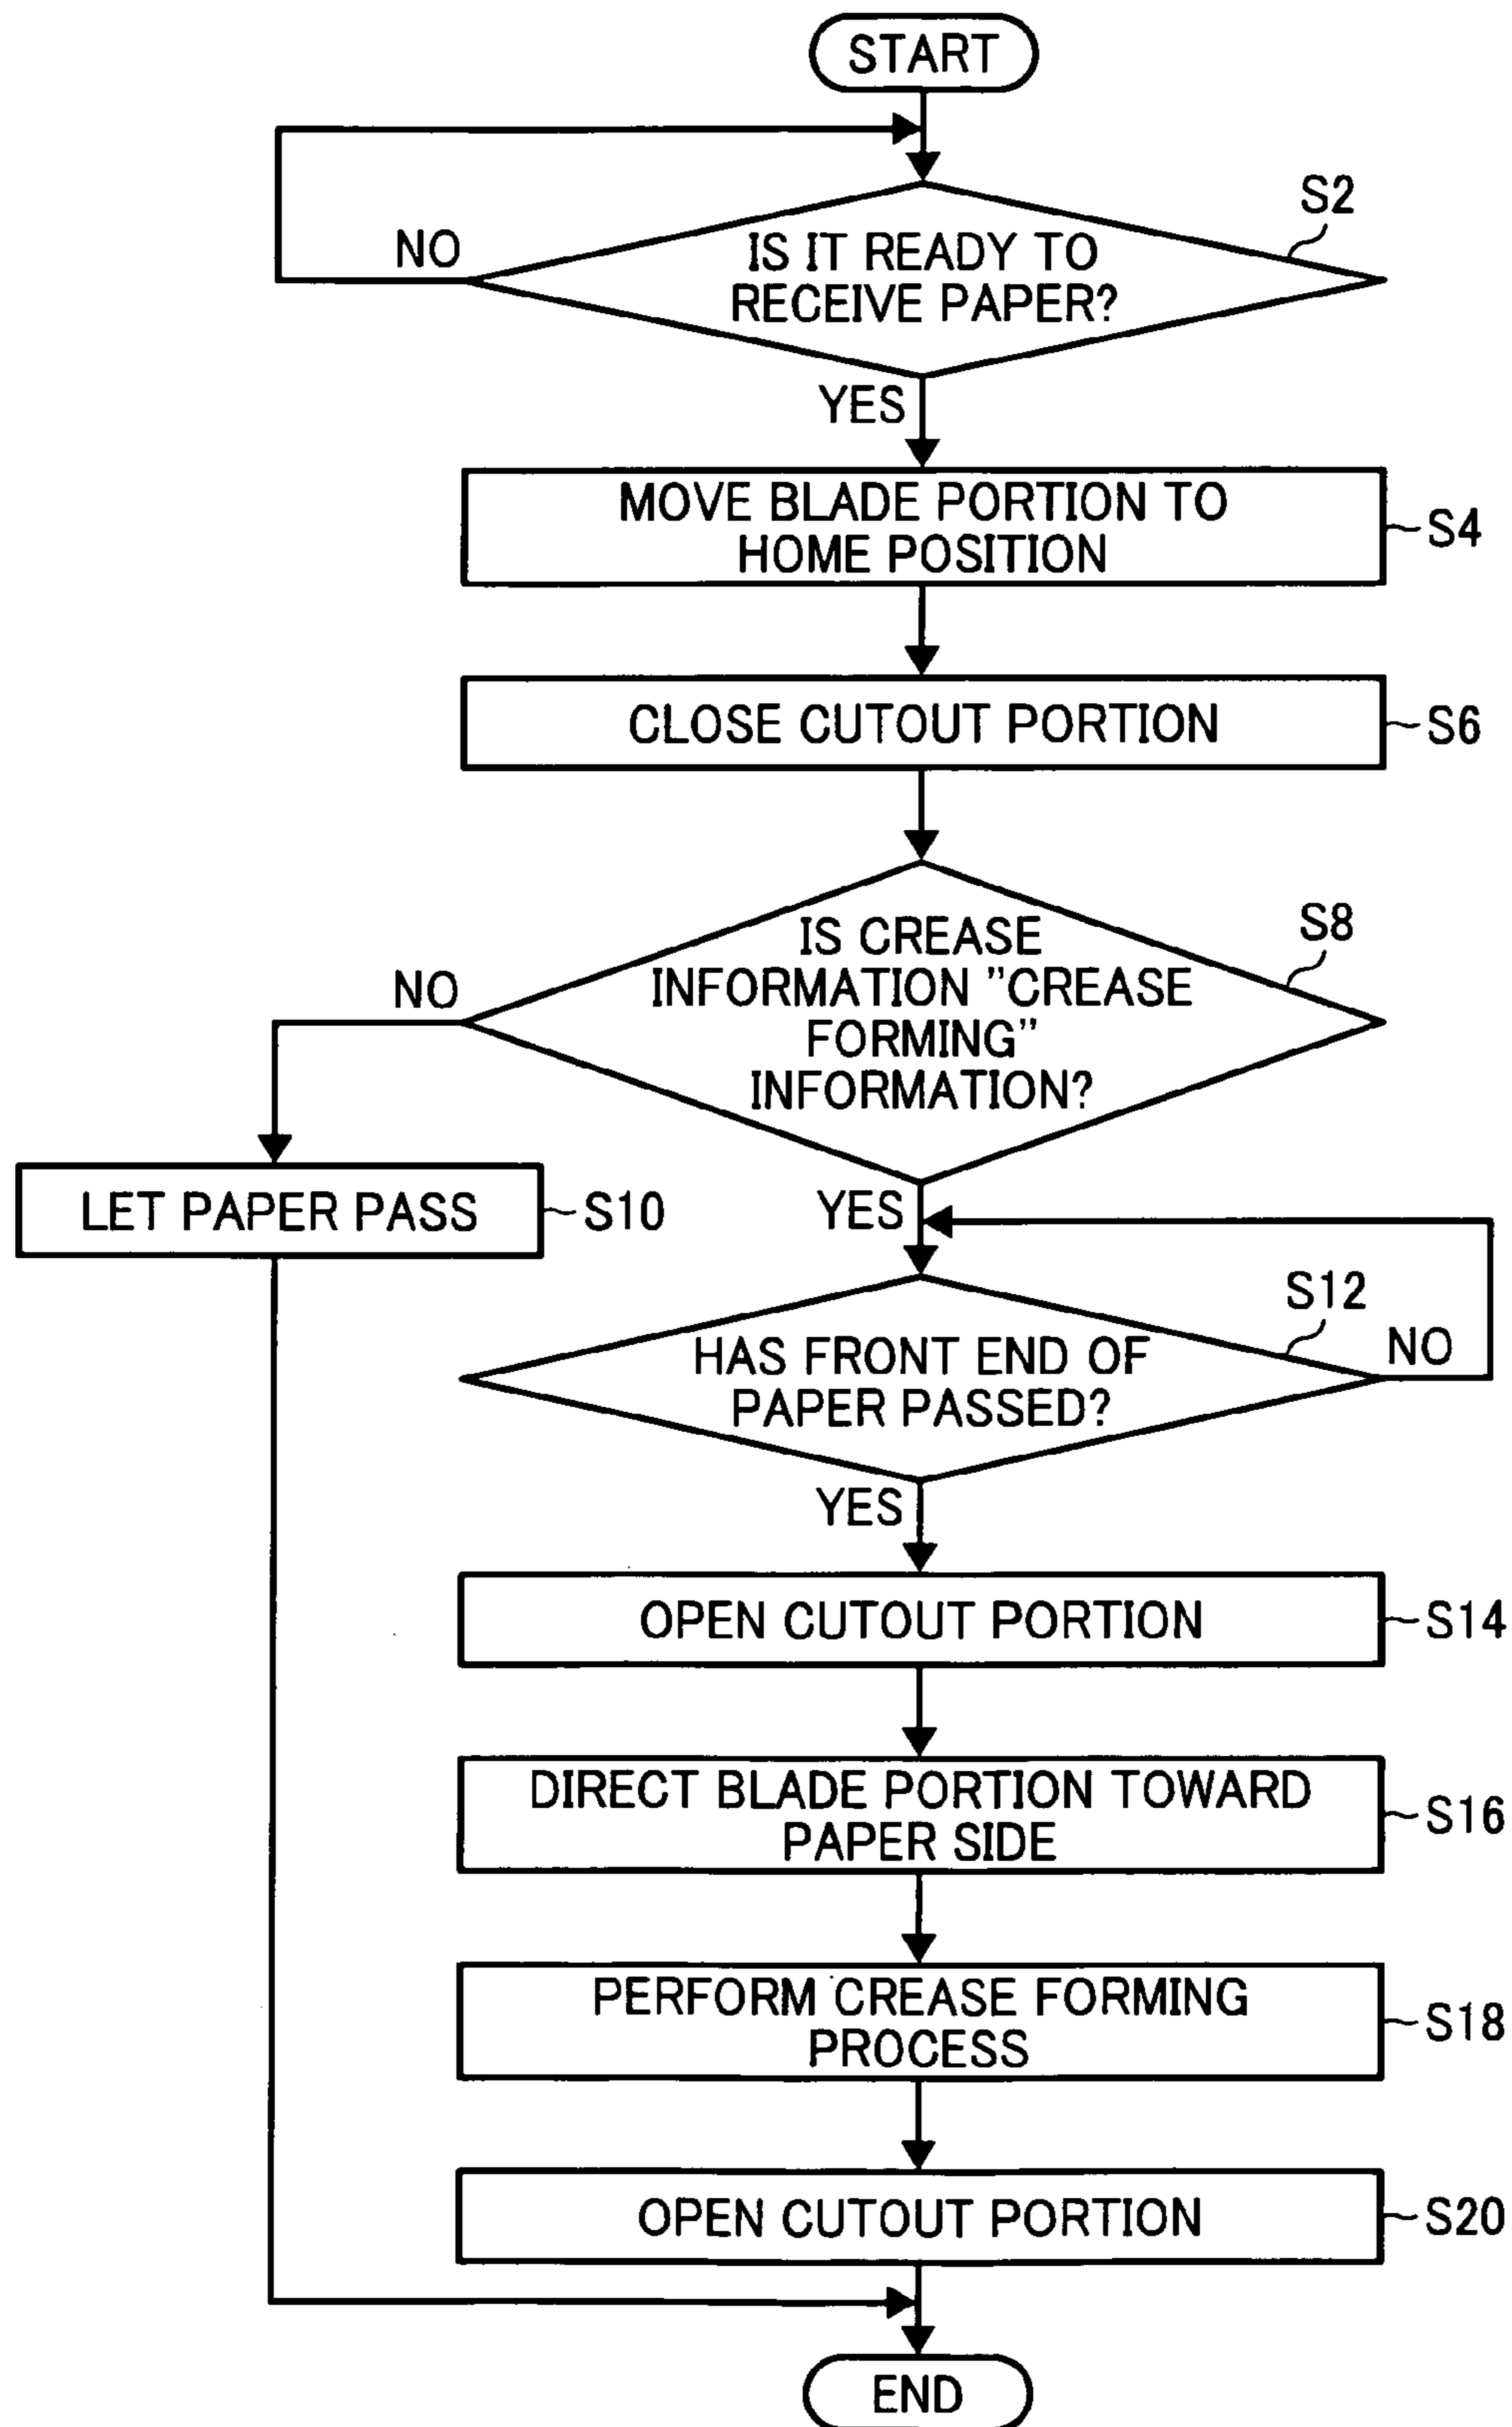 START
S2
NO
IS IT READY TO
RECEIVE PAPER?
YES
MOVE BLADE PORTION TO
HOME POSITION
S4
CLOSE CUTOUT PORTION
S6
S8
IS CREASE
INFORMATION "CREASE
FORMING"
INFORMATION?
NO
LET PAPER PASS
S10
YES
S12
HAS FRONT END OF
PAPER PASSED?
NO
YES
OPEN CUTOUT PORTION
S14
DIRECT BLADE PORTION TOWARD
PAPER SIDE
S16
PERFORM CREASE FORMING
PROCESS
S18
OPEN CUTOUT PORTION
S20
END